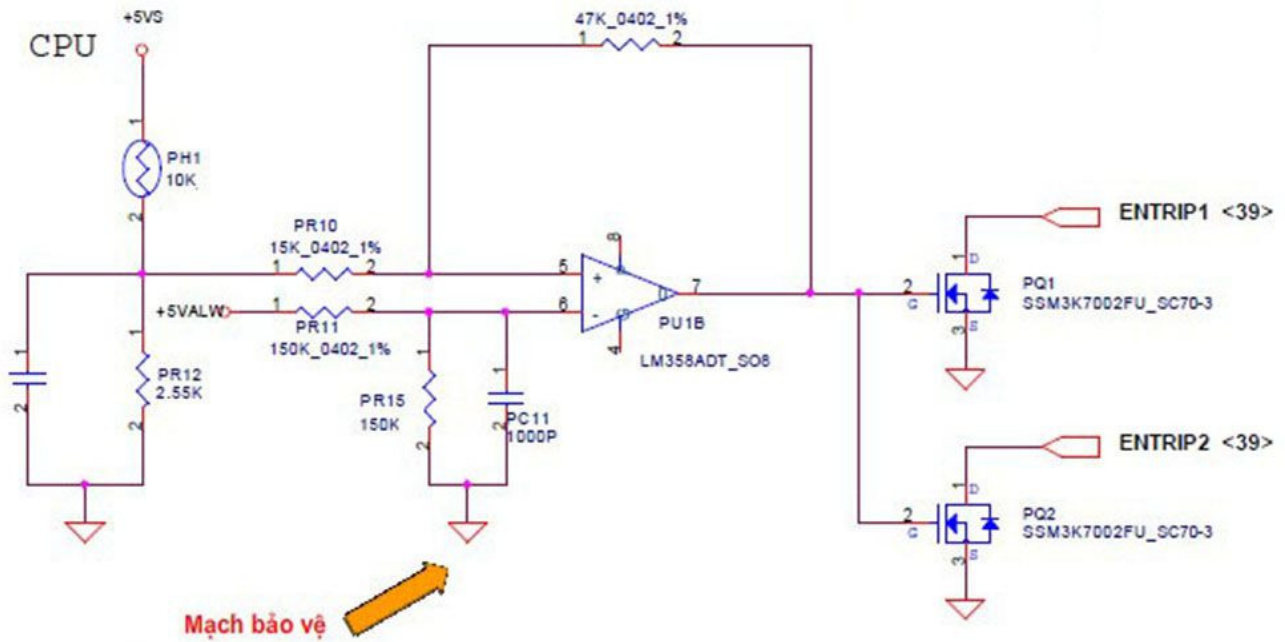 +5VS
CPU
47K_0402_1%
1
2
1
PH1
10K
2
PR10
15K_0402_1%
1
2
5
+
8
P
7
O
PU1B
LM358ADT_SO8
6
-
G
4
+5VALW
1
2
PR11
150K_0402_1%
1
2
1
PR12
2.55K
2
1
PR15
150K
2
1
PC11
1000P
2
ENTRIP1 <39>
1
D
2
G
3
S
PQ1
SSM3K7002FU_SC70-3
ENTRIP2 <39>
1
D
2
G
3
S
PQ2
SSM3K7002FU_SC70-3
Mạch bảo vệ